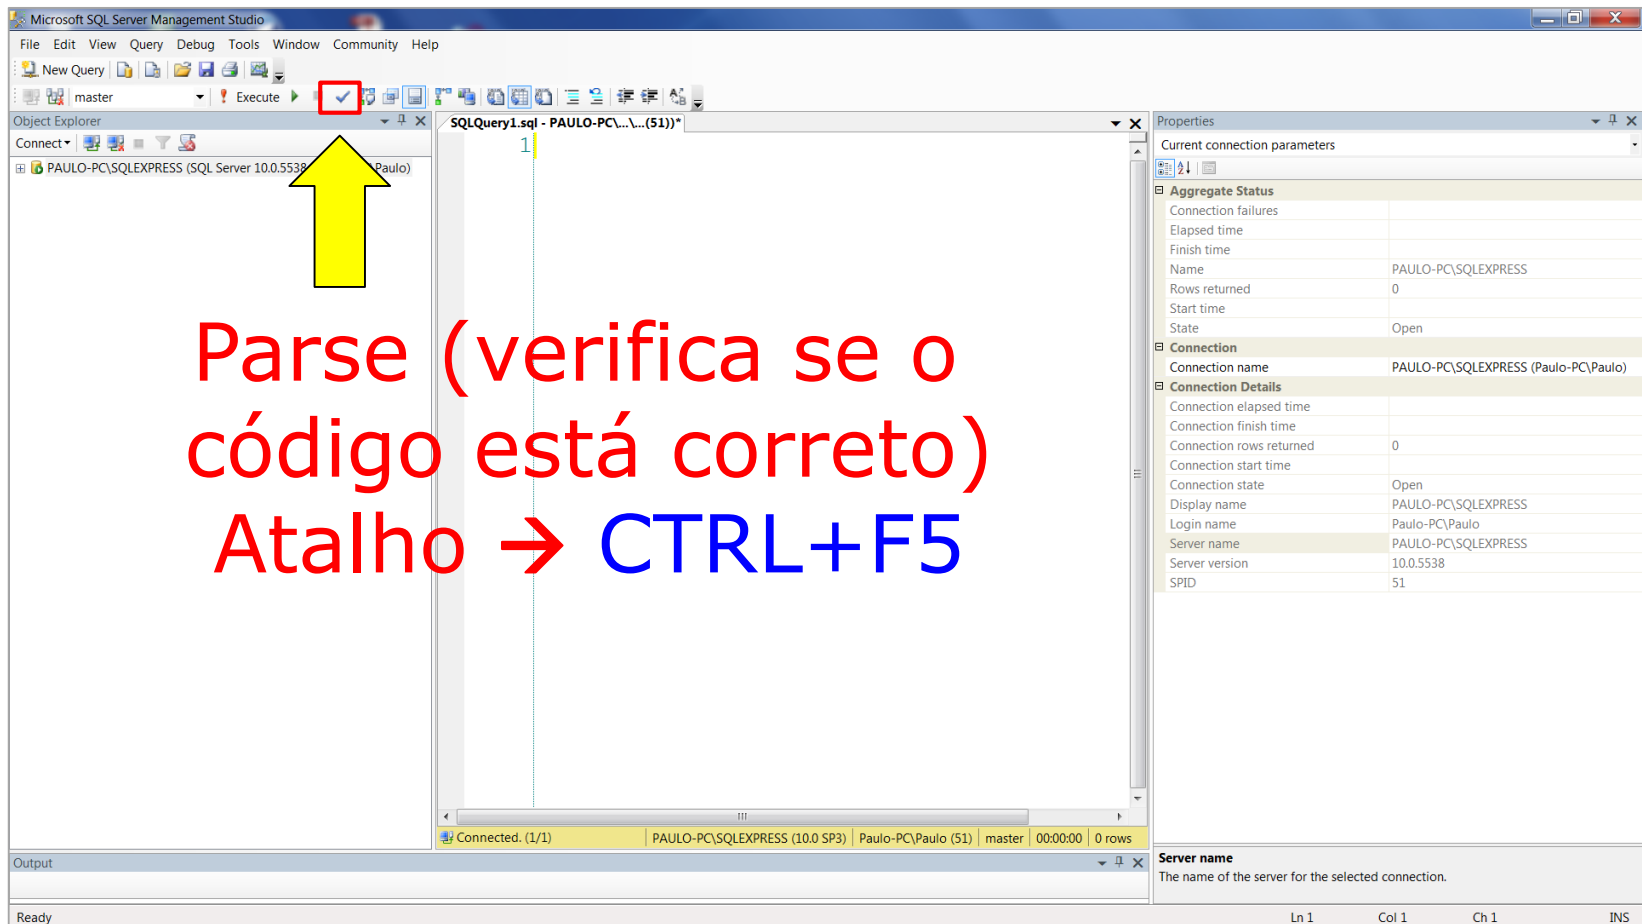 Microsoft SQL Server Management Studio
File Edit View Query Debug Tools Window Community Help
New Query
master Execute
Object Explorer
Connect
PAULO-PC\SQLEXPRESS (SQL Server 10.0.5538 Paulo)
SQLQuery1.sql - PAULO-PC\...\...(51))*
1
Parse (verifica se o
código está correto)
Atalho → CTRL+F5
Connected. (1/1) PAULO-PC\SQLEXPRESS (10.0 SP3) Paulo-PC\Paulo (51) master 00:00:00 0 rows
Output
Properties
Current connection parameters
Aggregate Status
Connection failures
Elapsed time
Finish time
Name PAULO-PC\SQLEXPRESS
Rows returned 0
Start time
State Open
Connection
Connection name PAULO-PC\SQLEXPRESS (Paulo-PC\Paulo)
Connection Details
Connection elapsed time
Connection finish time
Connection rows returned 0
Connection start time
Connection state Open
Display name PAULO-PC\SQLEXPRESS
Login name Paulo-PC\Paulo
Server name PAULO-PC\SQLEXPRESS
Server version 10.0.5538
SPID 51
Server name
The name of the server for the selected connection.
Ready Ln 1 Col 1 Ch 1 INS